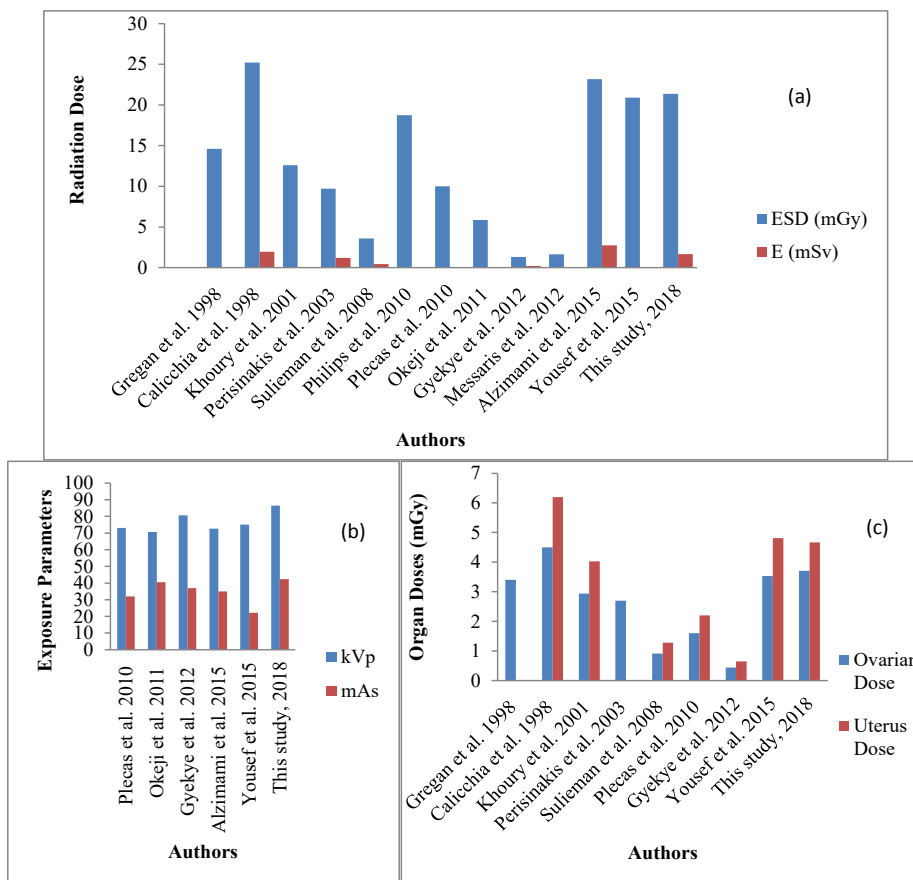 30
25
20
15
10
5
0
Radiation Dose
(a)
ESD (mGy)
E (mSv)
Gregan et al. 1998
Calicchia et al. 1998
Khoury et al. 2001
Perisinakis et al. 2003
Sulieman et al. 2008
Philips et al. 2010
Plecas et al. 2010
Okeji et al. 2011
Gyekye et al. 2012
Messaris et al. 2012
Alzimami et al. 2015
Yousef et al. 2015
This study, 2018
Authors
100
90
80
70
60
50
40
30
20
10
0
Exposure Parameters
(b)
kVp
mAs
Plecas et al. 2010
Okeji et al. 2011
Gyekye et al. 2012
Alzimami et al. 2015
Yousef et al. 2015
This study, 2018
Authors
7
6
5
4
3
2
1
0
Organ Doses (mGy)
(c)
Ovarian
Dose
Uterus
Dose
Gregan et al. 1998
Calicchia et al. 1998
Khoury et al. 2001
Perisinakis et al. 2003
Sulieman et al. 2008
Plecas et al. 2010
Gyekye et al. 2012
Yousef et al. 2015
This study, 2018
Authors